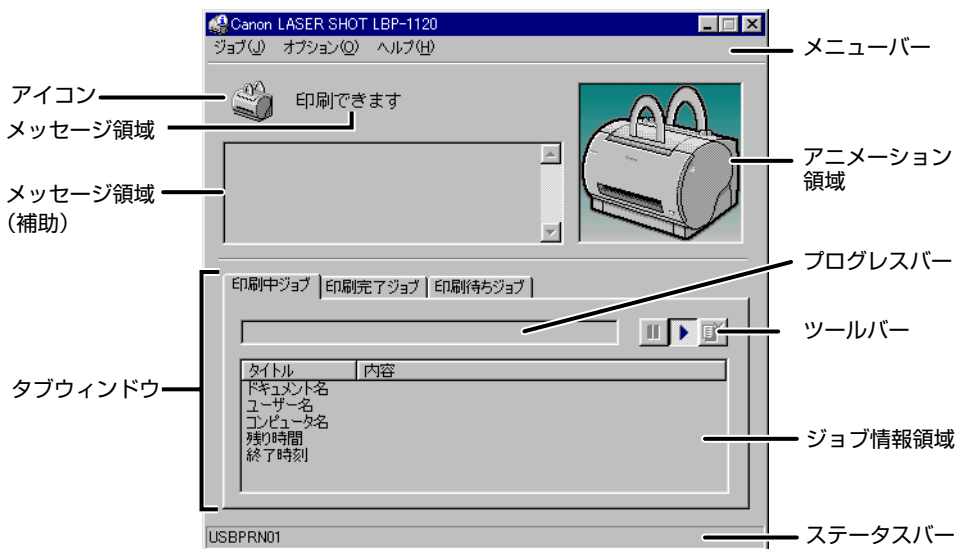 Canon LASER SHOT LBP-1120
ジョブ(J) オプション(O) ヘルプ(H)
メニューバー
アイコン
印刷できます
メッセージ領域
アニメーション
領域
メッセージ領域
（補助）
プログレスバー
印刷中ジョブ 印刷完了ジョブ 印刷待ちジョブ
ツールバー
タイトル 内容
ドキュメント名
ユーザー名
コンピュータ名
残り時間
終了時刻
タブウィンドウ
ジョブ情報領域
USBPRN01
ステータスバー